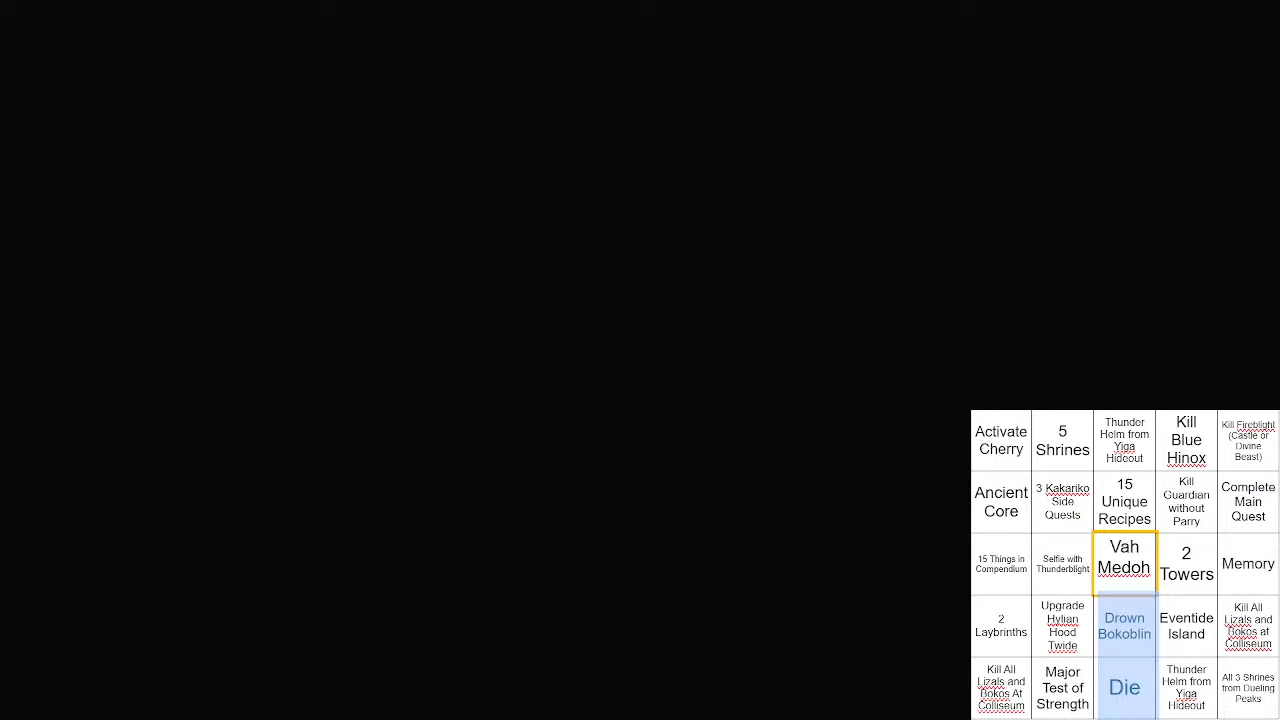 Activate
Cherry
5
Shrines
Thunder
Helm from
Yiga
Hideout
Kill
Blue
Hinox
Kill Fireblight
(Castle or
Divine
Beast)
Ancient
Core
3 Kakariko
Side
Quests
15
Unique
Recipes
Kill
Guardian
without
Parry
Complete
Main
Quest
15 Things in
Compendium
Selfie with
Thunderblight
Vah
Medoh
2
Towers
Memory
2
Laybrinths
Upgrade
Hylian
Hood
Twide
Drown
Bokoblin
Eventide
Island
Kill All
Lizals and
Bokos at
Colliseum
Kill All
Lizals and
Bokos At
Colliseum
Major
Test of
Strength
Die
Thunder
Helm from
Yiga
Hideout
All 3 Shrines
from Dueling
Peaks